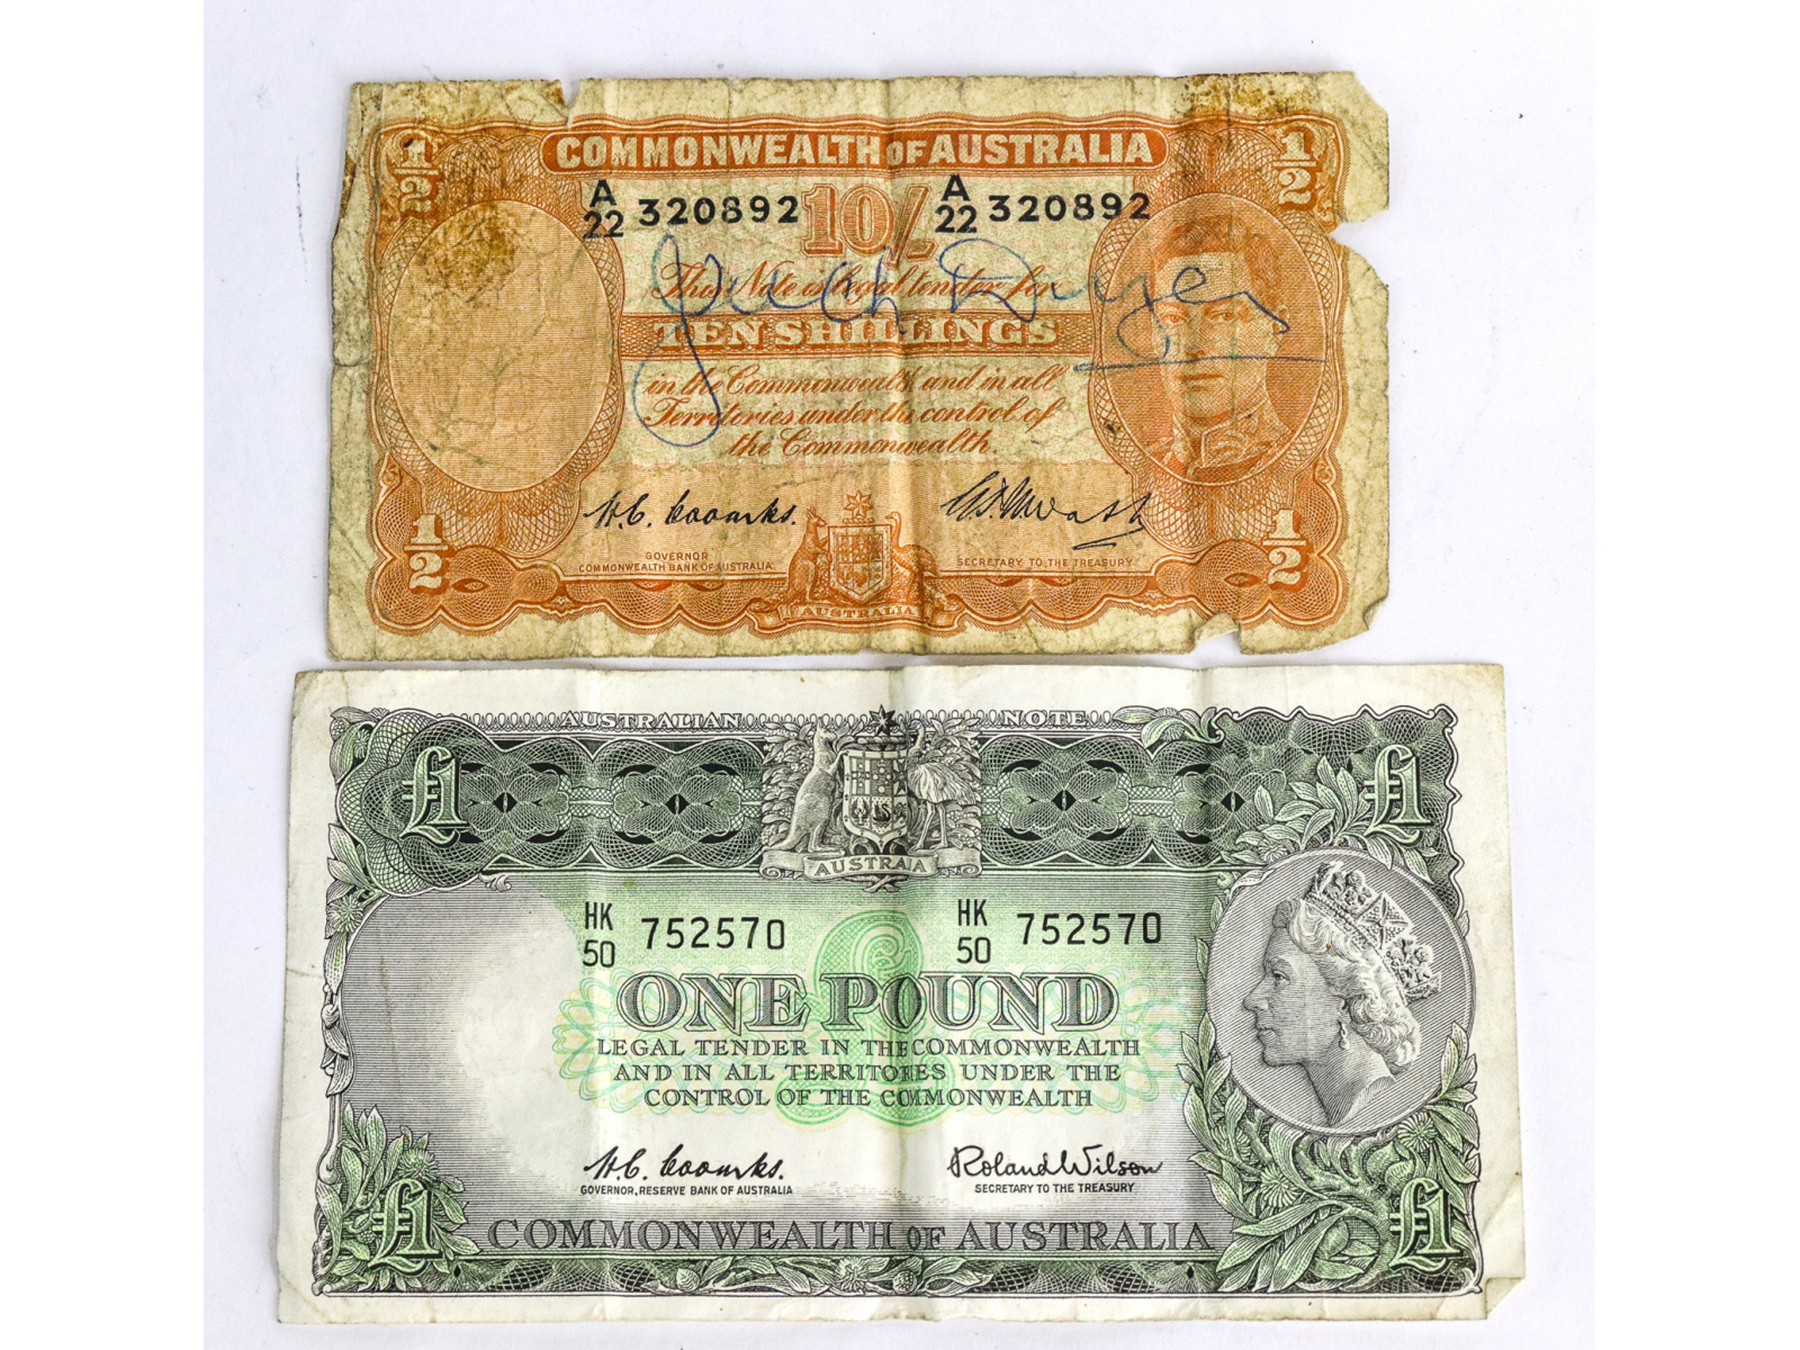 1/2 COMMONWEALTH OF AUSTRALIA 1/2
A/22 320892 10/- A/22 320892
This Note is legal tender for
Jack Dyer
TEN SHILLINGS
in the Commonwealth and in all
Territories under the control of
the Commonwealth.
H.C. Coombs.
1/2 GOVERNOR
COMMONWEALTH BANK OF AUSTRALIA.
SECRETARY TO THE TREASURY 1/2
AUSTRALIA
AUSTRALIAN NOTE
£1 £1
AUSTRALIA
HK/50 752570 HK/50 752570
ONE POUND
LEGAL TENDER IN THE COMMONWEALTH
AND IN ALL TERRITORIES UNDER THE
CONTROL OF THE COMMONWEALTH
H.C. Coombs. Roland Wilson
GOVERNOR, RESERVE BANK OF AUSTRALIA SECRETARY TO THE TREASURY
£1 COMMONWEALTH OF AUSTRALIA £1